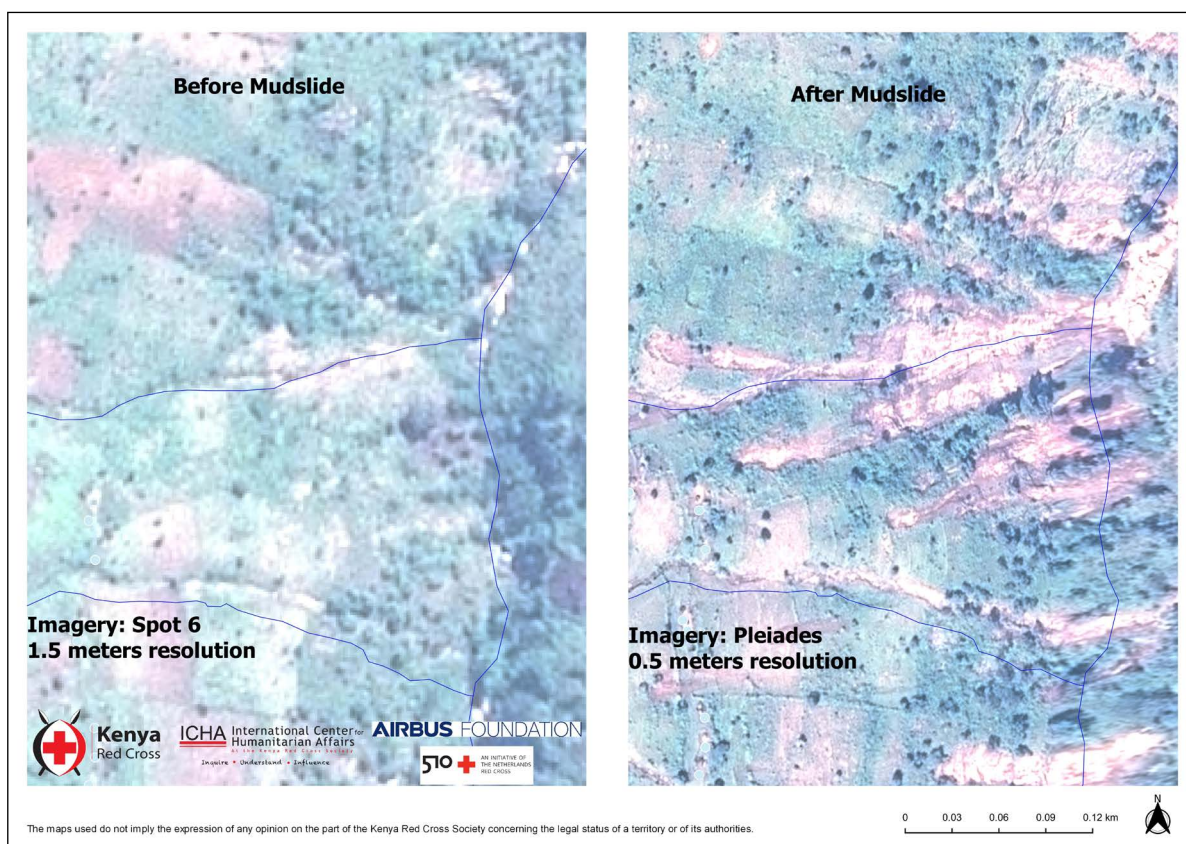 Before Mudslide
After Mudslide
Imagery: Spot 6
1.5 meters resolution
Imagery: Pleiades
0.5 meters resolution
Kenya
Red Cross
ICHA International Center for
Humanitarian Affairs
At the Kenya Red Cross Society
Inquire • Understand • Influence
AIRBUS FOUNDATION
510
AN INITIATIVE OF
THE NETHERLANDS
RED CROSS
The maps used do not imply the expression of any opinion on the part of the Kenya Red Cross Society concerning the legal status of a territory or of its authorities.
0 0.03 0.06 0.09 0.12 km
N